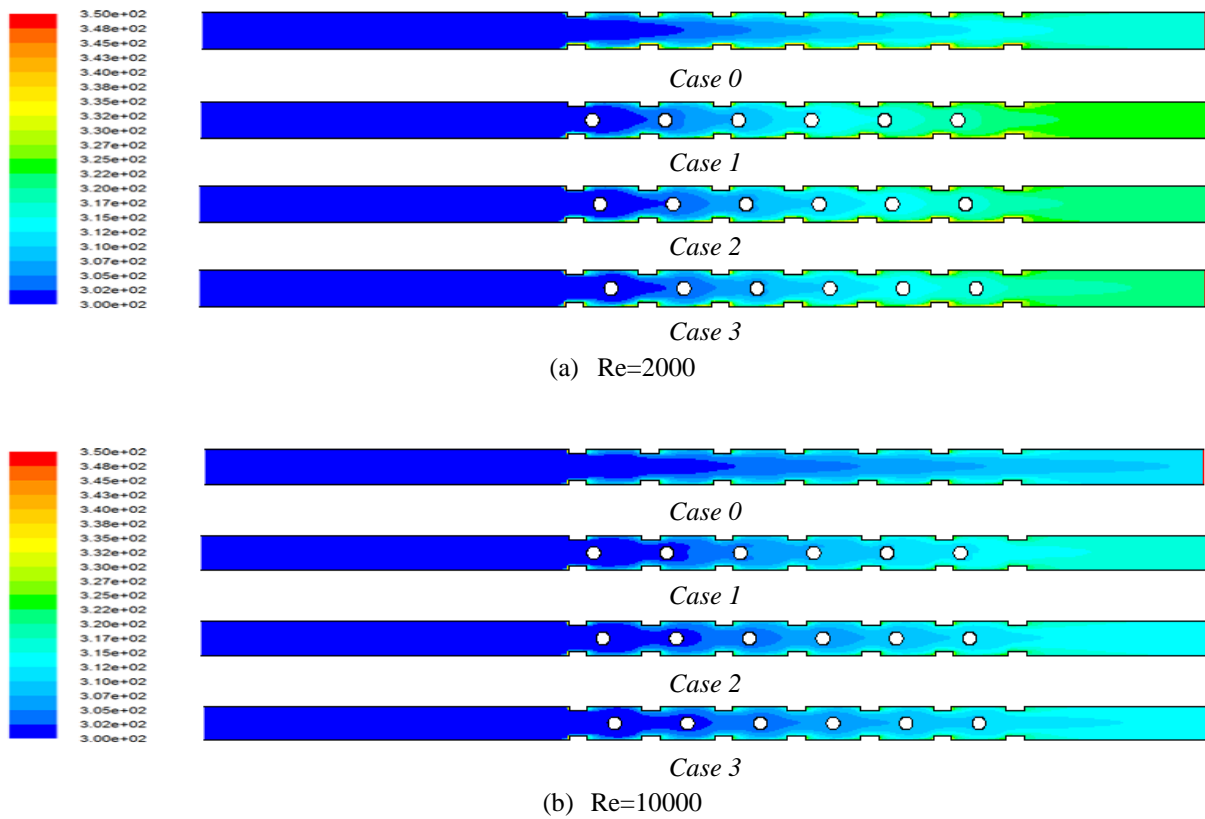 3.50e+02
3.48e+02
3.45e+02
3.43e+02
3.40e+02
3.38e+02
3.35e+02
3.32e+02
3.30e+02
3.27e+02
3.25e+02
3.22e+02
3.20e+02
3.17e+02
3.15e+02
3.12e+02
3.10e+02
3.07e+02
3.05e+02
3.02e+02
3.00e+02
Case 0
Case 1
Case 2
Case 3
(a) Re=2000
3.50e+02
3.48e+02
3.45e+02
3.43e+02
3.40e+02
3.38e+02
3.35e+02
3.32e+02
3.30e+02
3.27e+02
3.25e+02
3.22e+02
3.20e+02
3.17e+02
3.15e+02
3.12e+02
3.10e+02
3.07e+02
3.05e+02
3.02e+02
3.00e+02
Case 0
Case 1
Case 2
Case 3
(b) Re=10000